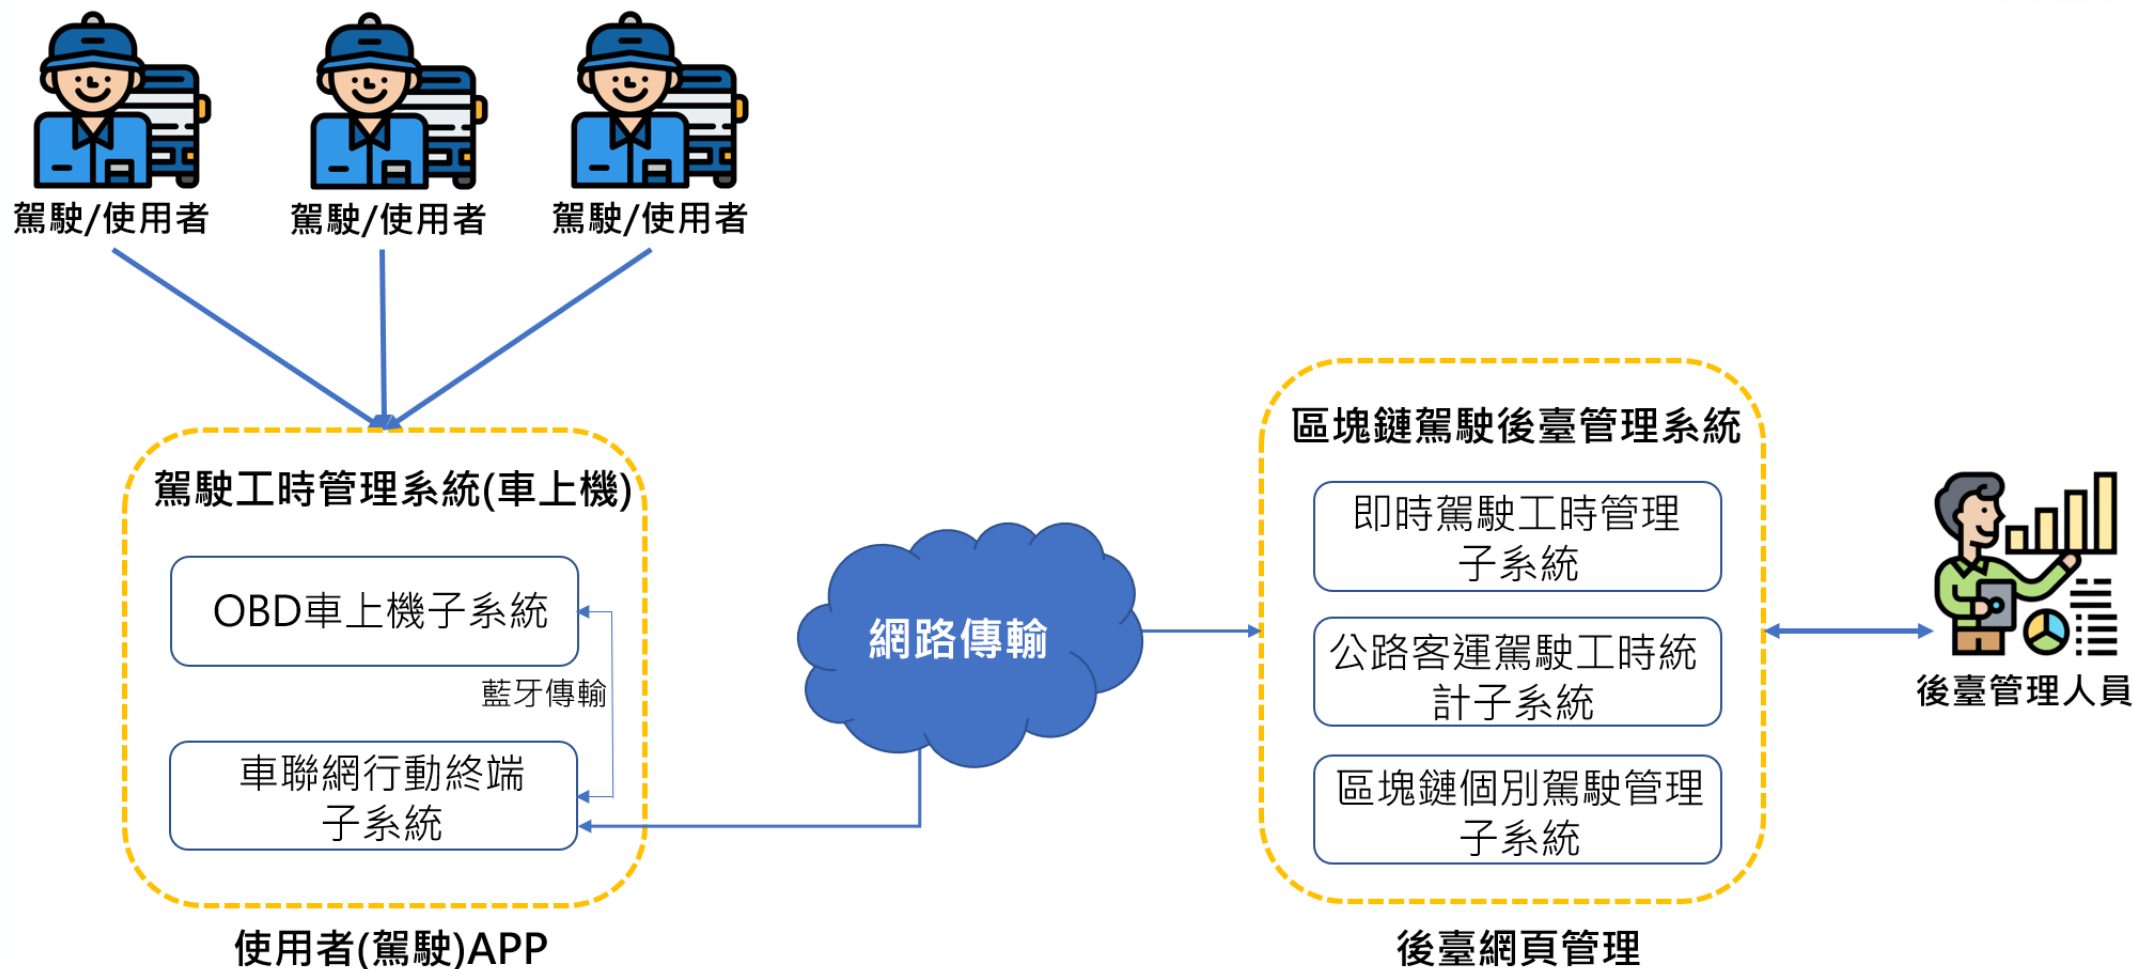 駕駛/使用者
駕駛/使用者
駕駛/使用者
駕駛工時管理系統(車上機)
OBD車上機子系統
藍牙傳輸
車聯網行動終端
子系統
使用者(駕駛)APP
網路傳輸
區塊鏈駕駛後臺管理系統
即時駕駛工時管理
子系統
公路客運駕駛工時統
計子系統
區塊鏈個別駕駛管理
子系統
後臺網頁管理
後臺管理人員